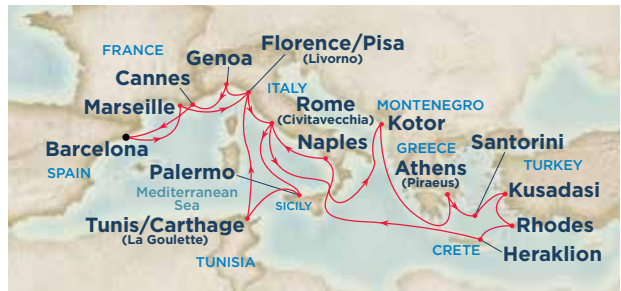 FRANCE
Genoa
Florence/Pisa
(Livorno)
Cannes
ITALY
Marseille
Rome
(Civitavecchia)
MONTENEGRO
Kotor
Barcelona
Naples
GREECE
Santorini
SPAIN
Palermo
Athens
(Piraeus)
TURKEY
Mediterranean
Sea
SICILY
Kusadasi
Tunis/Carthage
(La Goulette)
Rhodes
TUNISIA
CRETE
Heraklion